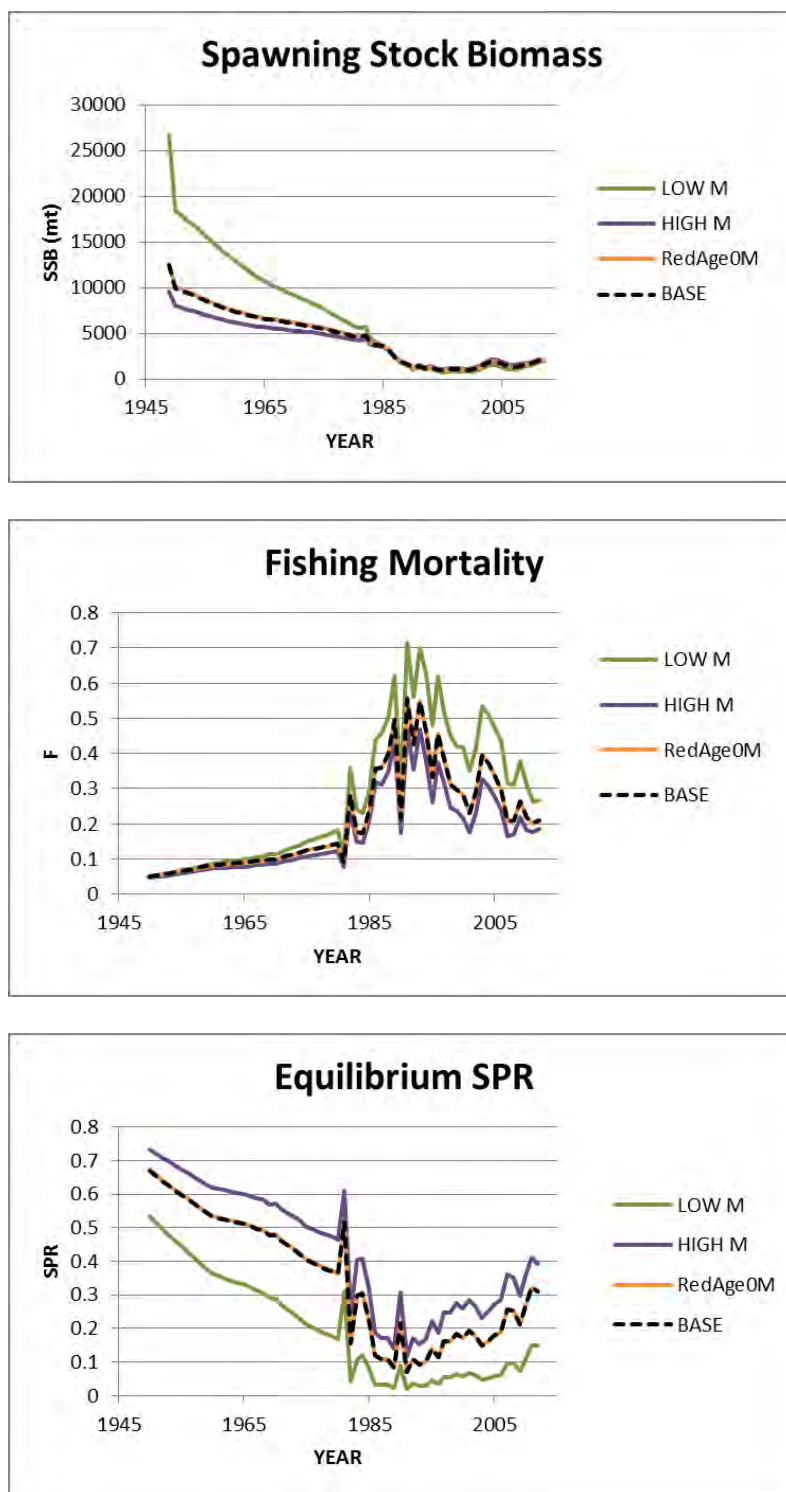 Spawning Stock Biomass
30000
25000
20000
15000
10000
5000
0
SSB (mt)
1945 1965 1985 2005
YEAR
LOW M
HIGH M
RedAge0M
BASE
Fishing Mortality
0.8
0.7
0.6
0.5
0.4
0.3
0.2
0.1
0
F
1945 1965 1985 2005
YEAR
LOW M
HIGH M
RedAge0M
BASE
Equilibrium SPR
0.8
0.7
0.6
0.5
0.4
0.3
0.2
0.1
0
SPR
1945 1965 1985 2005
YEAR
LOW M
HIGH M
RedAge0M
BASE